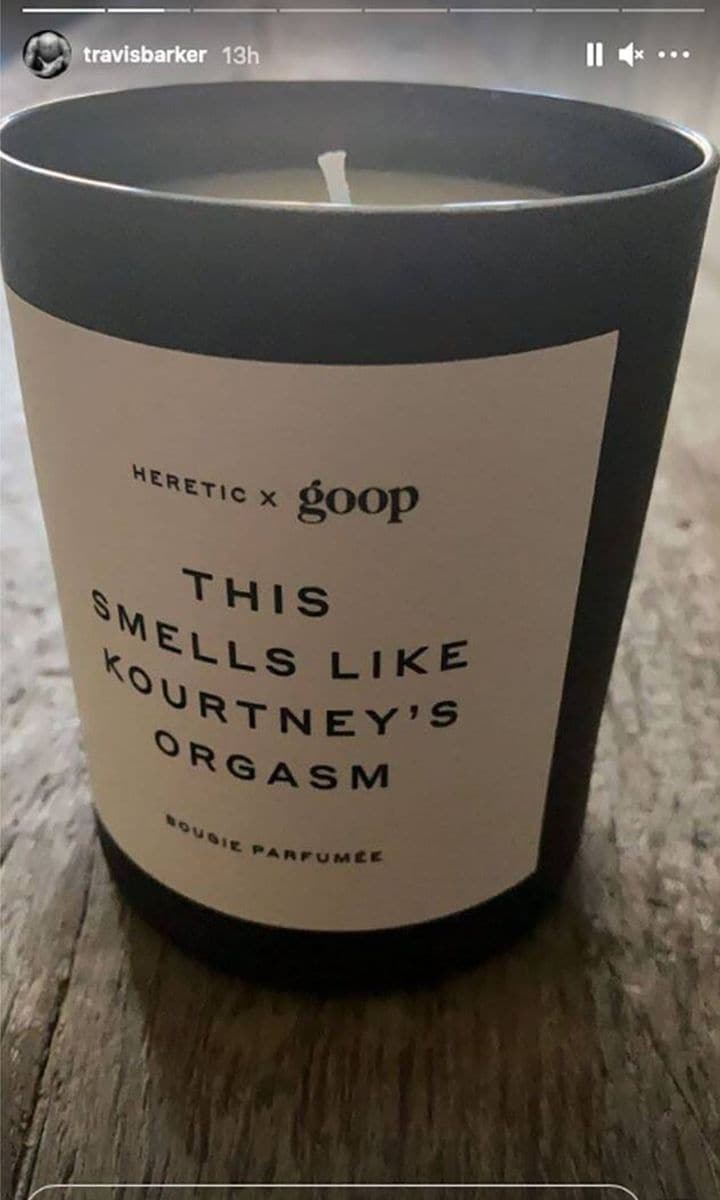 travisbarker 13h
HERETIC X goop
THIS
SMELLS LIKE
KOURTNEY'S
ORGASM
BOUGIE PARFUMÉE